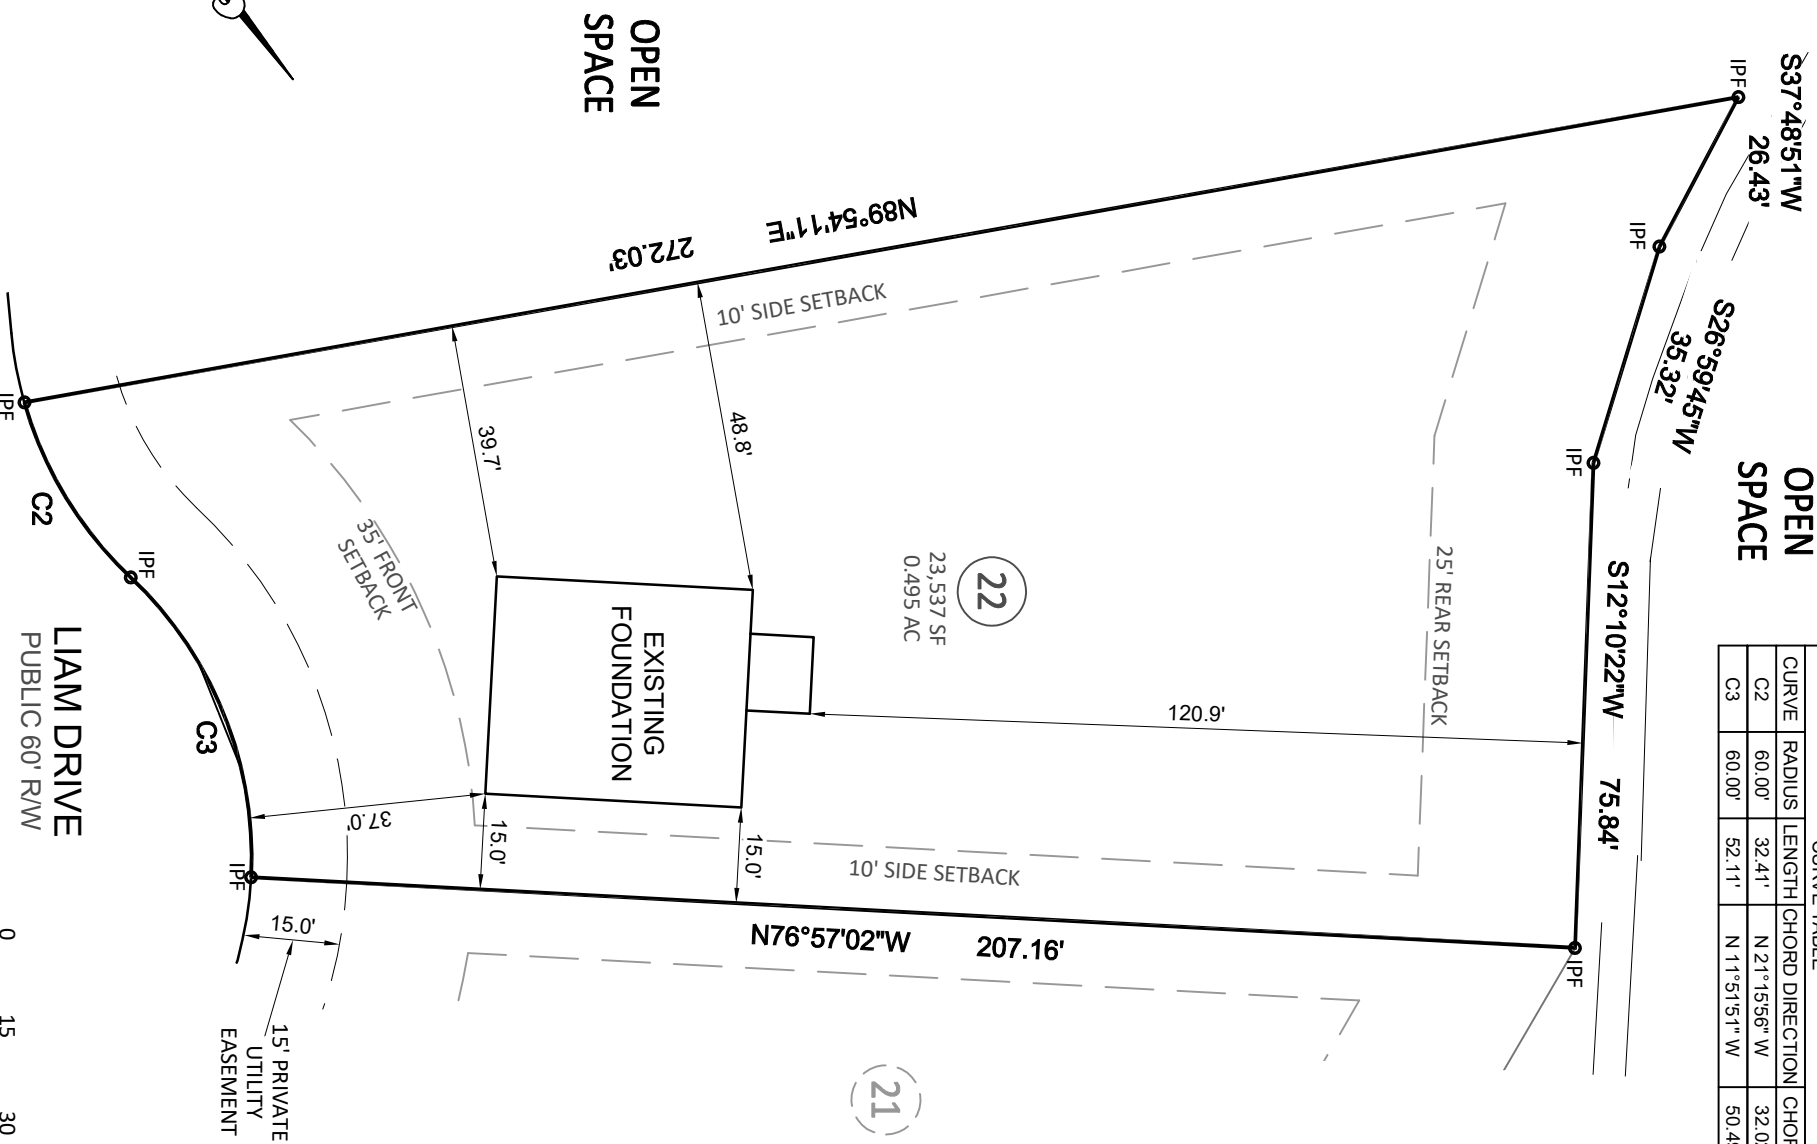 OPEN
SPACE
S37°48'51"W
26.43'
IPF
IPF
S26°59'45"W
35.32'
IPF
OPEN
SPACE
N89°54'11"E
272.03'
10' SIDE SETBACK
48.8'
39.7'
25' REAR SETBACK
22
23,537 SF
0.495 AC
S12°10'22"W
75.84'
120.9'
EXISTING
FOUNDATION
35' FRONT
SETBACK
IPF
C2
IPF
C3
LIAM DRIVE
PUBLIC 60' R/W
37.0'
15.0'
15.0'
10' SIDE SETBACK
N76°57'02"W
207.16'
IPF
IPF
15.0'
15' PRIVATE
UTILITY
EASEMENT
21
CURVE RADIUS LENGTH CHORD DIRECTION
C2 60.00' 32.41' N 21°15'56" W
C3 60.00' 52.11' N 11°51'51" W
0 15 30